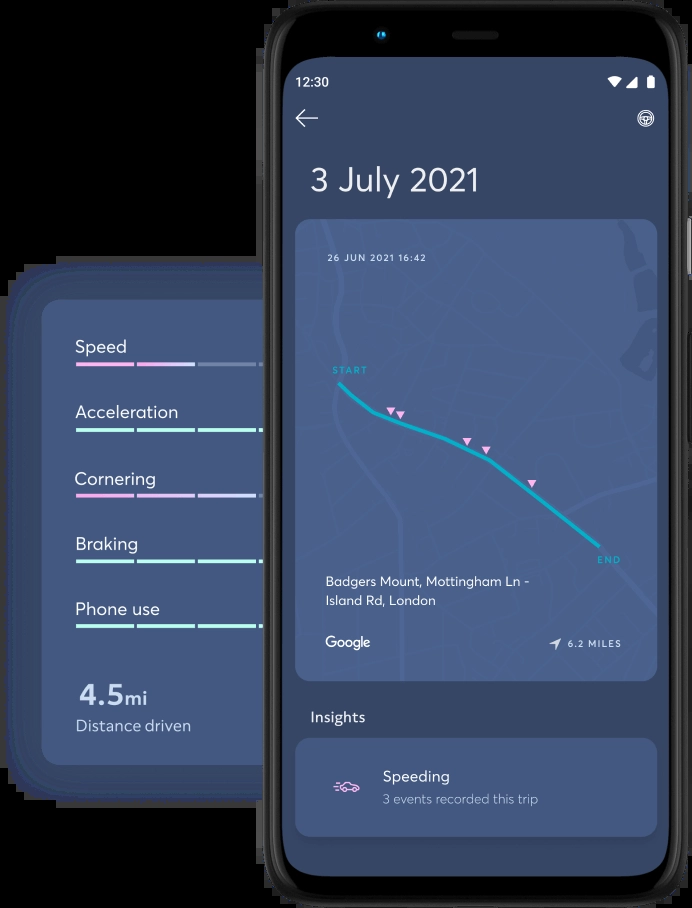 12:30
3 July 2021
26 JUN 2021 16:42
START
END
Badgers Mount, Mottingham Ln -
Island Rd, London
Google
6.2 MILES
Insights
Speeding
3 events recorded this trip
Speed
Acceleration
Cornering
Braking
Phone use
4.5mi
Distance driven